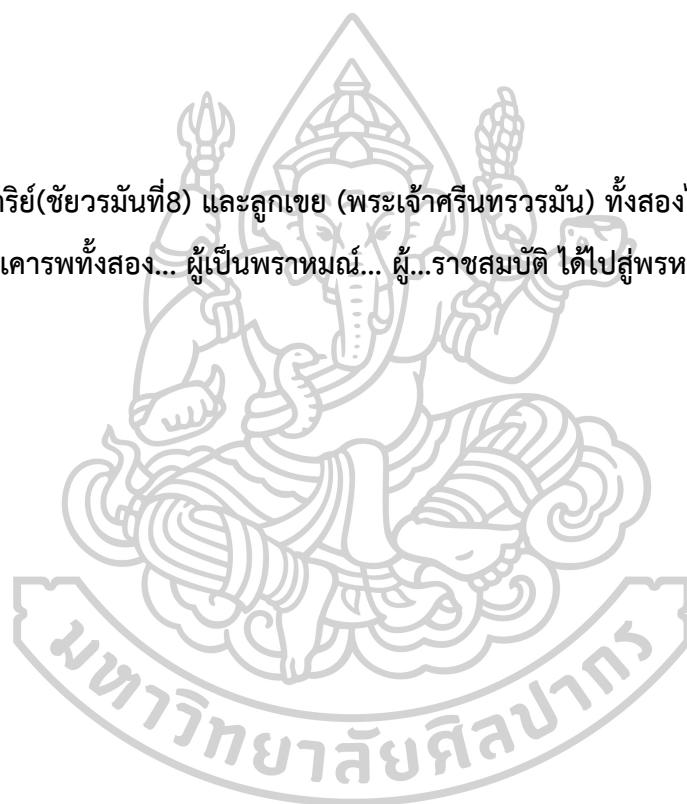 ตริย์(ชัยวรมันที่8) และลูกเขย (พระเจ้าศรีนทรวรมัน) ทั้งสอง
เคารพทั้งสอง... ผู้เป็นพราหมณ์... ผู้...ราชสมบัติ ได้ไปสู่พรห
มหาวิทยาลัยศิลปากร